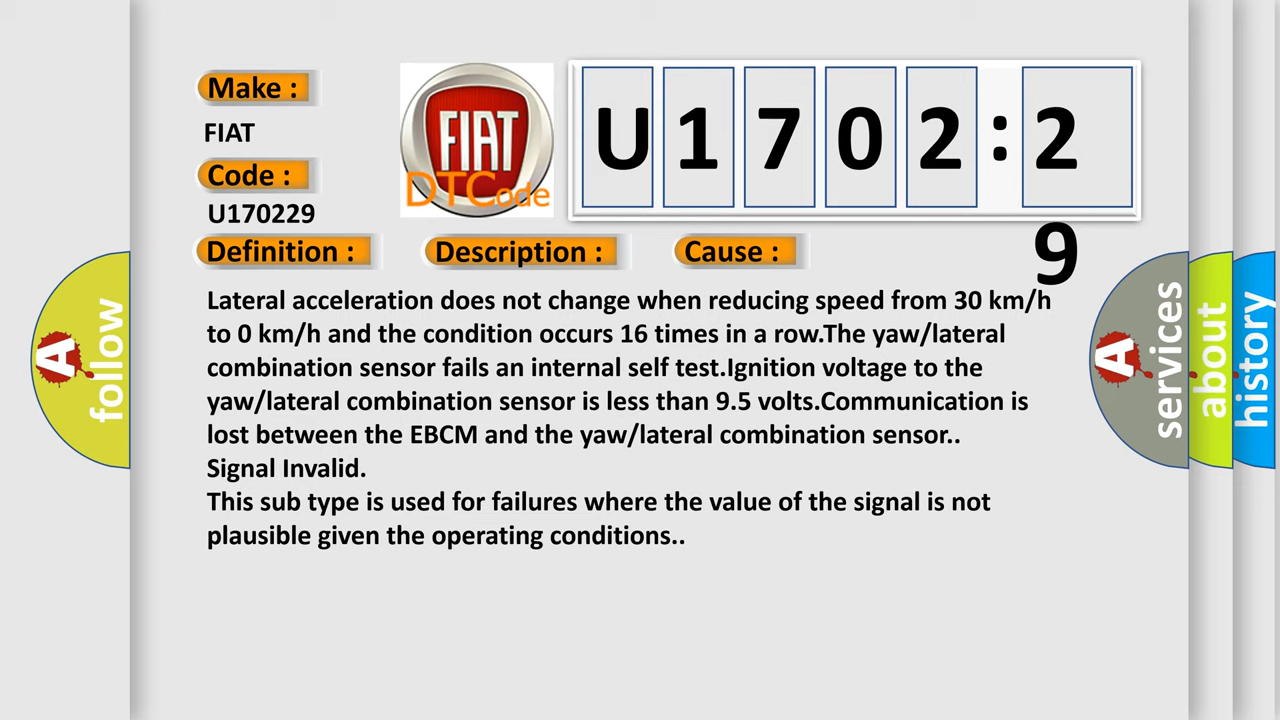 Make :
FIAT
Code :
U170229
FIAT
DTCode
U1702:2
9
Definition :
Description :
Cause :
Lateral acceleration does not change when reducing speed from 30 km/h
to 0 km/h and the condition occurs 16 times in a row.The yaw/lateral
combination sensor fails an internal self test.Ignition voltage to the
yaw/lateral combination sensor is less than 9.5 volts.Communication is
lost between the EBCM and the yaw/lateral combination sensor..
Signal Invalid.
This sub type is used for failures where the value of the signal is not
plausible given the operating conditions..
A
follow
A
services
about
history